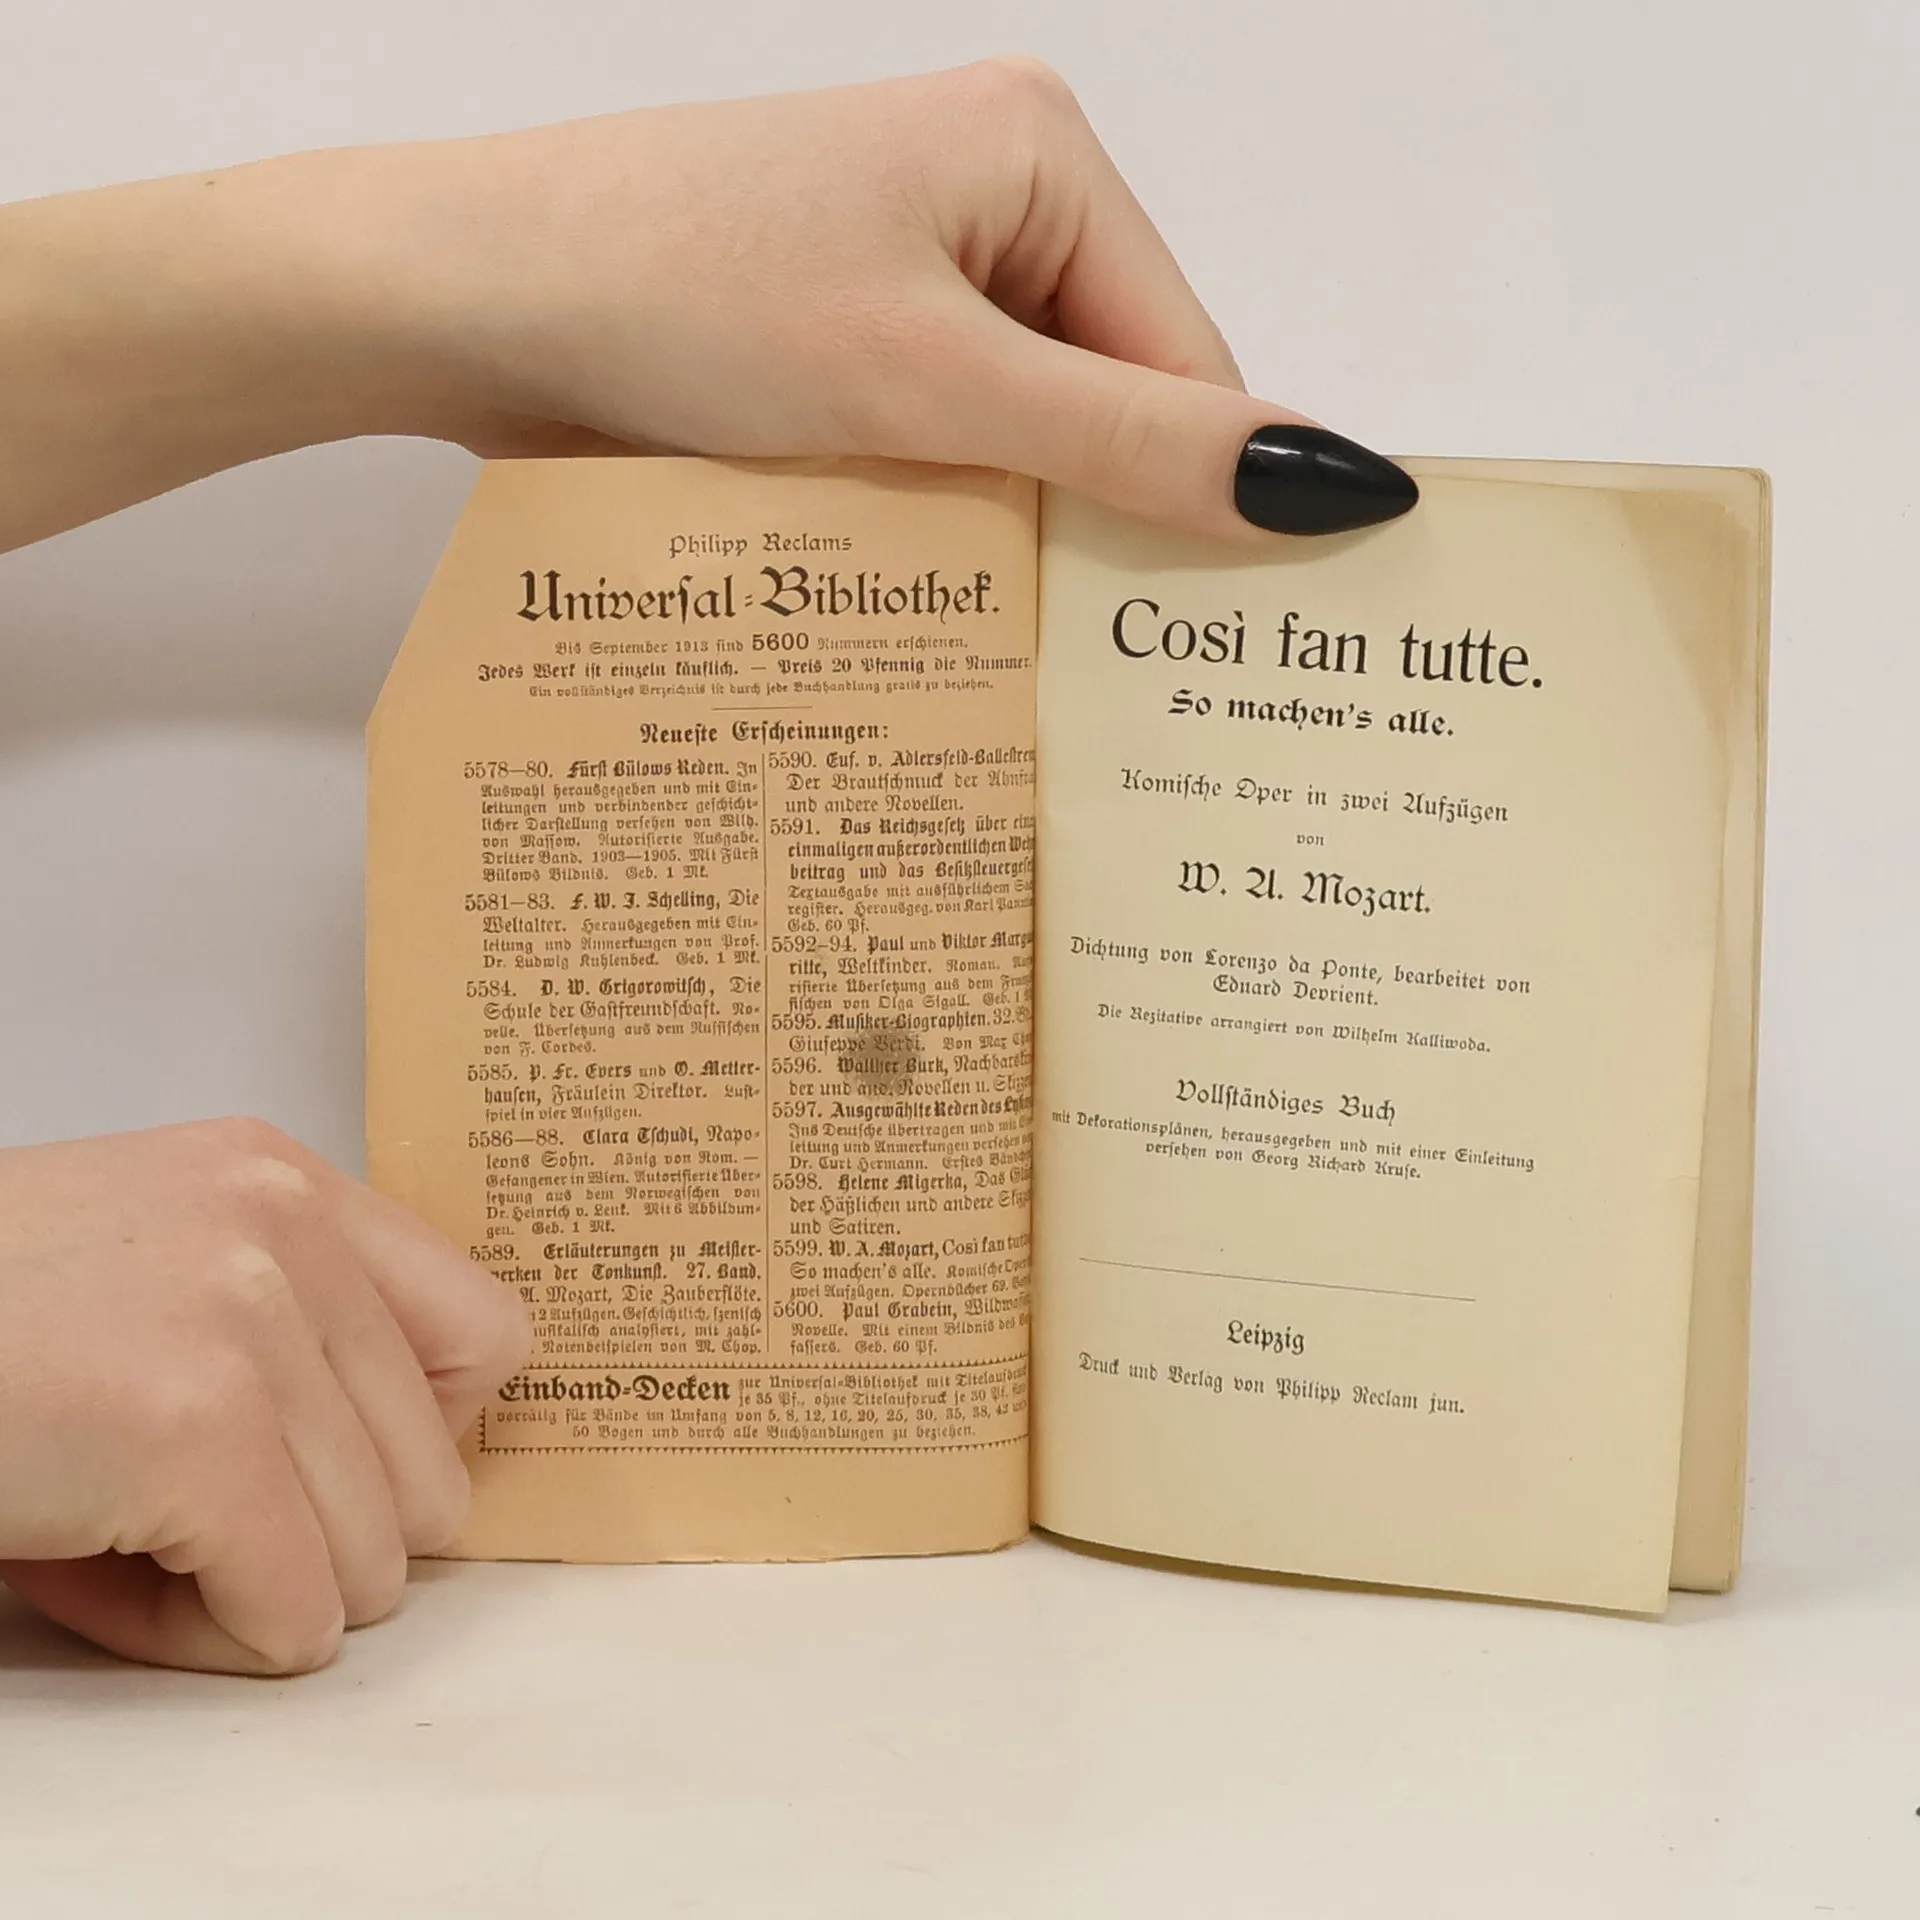 Philipp Reclams
Universal=Bibliothek.
Bis September 1913 sind 5600 Nummern erschienen.
Jedes Werk ist einzeln käuflich. — Preis 20 Pfennig die Nummer.
Ein vollständiges Verzeichnis ist durch jede Buchhandlung gratis zu beziehen.
Neueste Erscheinungen:
5578—80. Fürst Bülows Reden. In
Auswahl herausgegeben und mit Ein-
leitungen und verbindender geschicht-
licher Darstellung versehen von Wilh.
von Massow. Autorisierte Ausgabe.
Dritter Band. 1903—1905. Mit Fürst
Bülows Bildnis. Geb. 1 Mk.
5581—83. F. W. J. Schelling, Die
Weltalter. Herausgegeben mit Ein-
leitung und Anmerkungen von Prof.
Dr. Ludwig Kuhlenbeck. Geb. 1 Mk.
5584. D. W. Grigorowitsch, Die
Schule der Gastfreundschaft. No-
velle. Übersetzung aus dem Russischen
von F. Cordes.
5585. P. Fr. Evers und O. Metter-
hausen, Fräulein Direktor. Lust-
spiel in vier Aufzügen.
5586—88. Clara Tschudi, Napo-
leons Sohn. König von Rom. —
Gefangener in Wien. Autorisierte Über-
setzung aus dem Norwegischen von
Dr. Heinrich v. Lenk. Mit 6 Abbildun-
gen. Geb. 1 Mk.
5589. Erläuterungen zu Meister-
werken der Tonkunst. 27. Band.
A. Mozart, Die Zauberflöte.
2 Aufzügen. Geschichtlich, szenisch
musikalisch analysiert, mit zahl-
Notenbeispielen von M. Chop.
5590. Euf. v. Adlersfeld-Ballestrem
Der Brautschmuck der
und andere Novellen.
5591. Das Reichsgesetz über
einmaligen außerordentlichen
beitrag und das
Textausgabe mit ausführlichem
register. Herausgeg. von Karl
Geb. 60 Pf.
5592—94. Paul und Viktor Margue
ritte, Weltkinder. Roman.
risierte Übersetzung aus dem
sischen von Olga Sigall. Geb. 1
5595. Musiker-Biographien. 32.
Giuseppe Verdi. Von Max
5596. Walther Burk,
der und and. Novellen u.
5597. Ausgewählte Reden des
Ins Deutsche übertragen und mit
leitung und Anmerkungen versehen
Dr. Curt Hermann. Erstes
5598. Helene Migerka, Das
der Häßlichen und andere
und Satiren.
5599. W. A. Mozart, Così fan tutte
So machen's alle. Komische Oper
zwei Aufzügen. Opernbücher 69.
5600. Paul Grabein,
Novelle. Mit einem Bildnis des
fassers. Geb. 60 Pf.
Einband=Decken zur Universal=Bibliothek mit Titelaufdruck
je 35 Pf., ohne Titelaufdruck je 30 Pf. sind
vorrätig für Bände im Umfang von 5, 8, 12, 16, 20, 25, 30, 35, 38, 42 und
50 Bogen und durch alle Buchhandlungen zu beziehen.
Così fan tutte.
So machen's alle.
Komische Oper in zwei Aufzügen
von
W. A. Mozart.
Dichtung von Lorenzo da Ponte, bearbeitet von
Eduard Devrient.
Die Rezitative arrangiert von Wilhelm Kalliwoda.
Vollständiges Buch
mit Dekorationsplänen, herausgegeben und mit einer Einleitung
versehen von Georg Richard Kruse.
Leipzig
Druck und Verlag von Philipp Reclam jun.